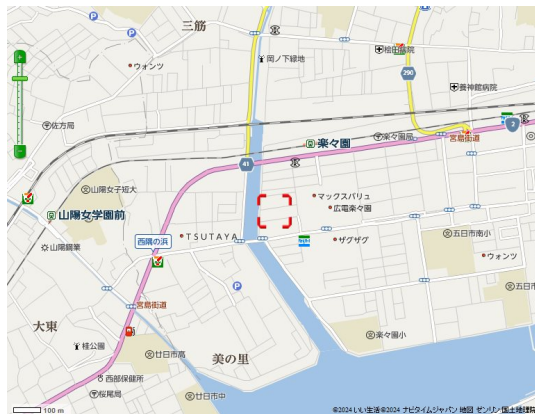 三筋
ウォンツ
岡ノ下緑地
桧田病院
290
養神館病院
佐方局
楽々園
楽々園局
宮島街道
2
41
山陽女子短大
マックスバリュ
広電楽々園
山陽女学園前
山陽鋼業
TSUTAYA
西隅の浜
ザグザグ
五日市南小
ウォンツ
五日市
宮島街道
大東
桂公園
廿日市高
美の里
楽々園小
西部保健所
桜尾局
廿日市中
100 m
©2024 いい生活 ©2024 ナビタイムジャパン 地図 ゼンリン 国土地理院